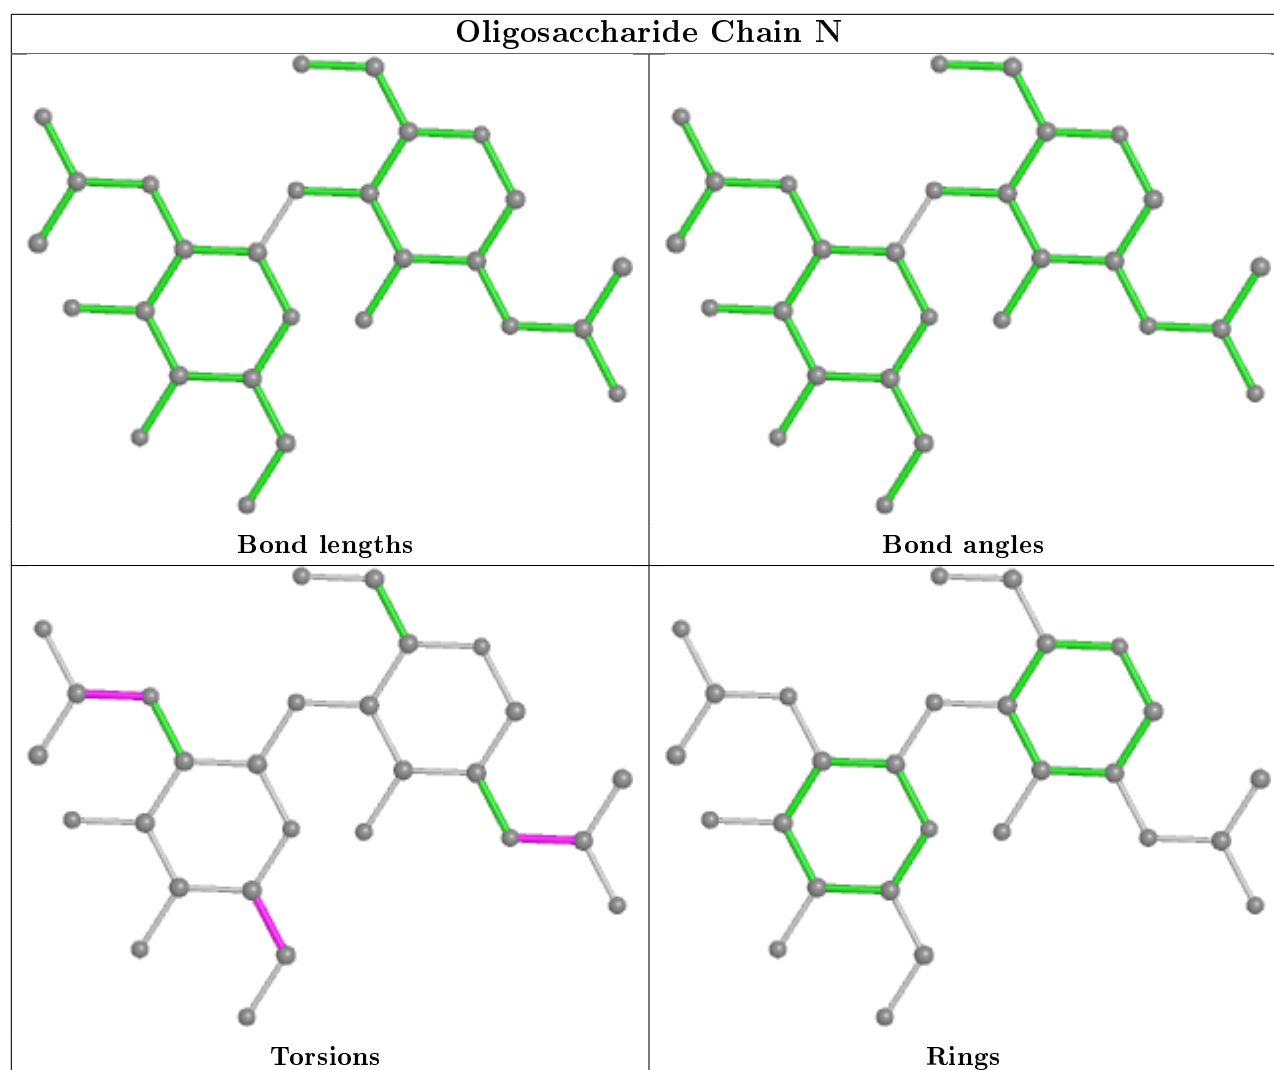 Oligosaccharide Chain N
Bond lengths
Bond angles
Torsions
Rings